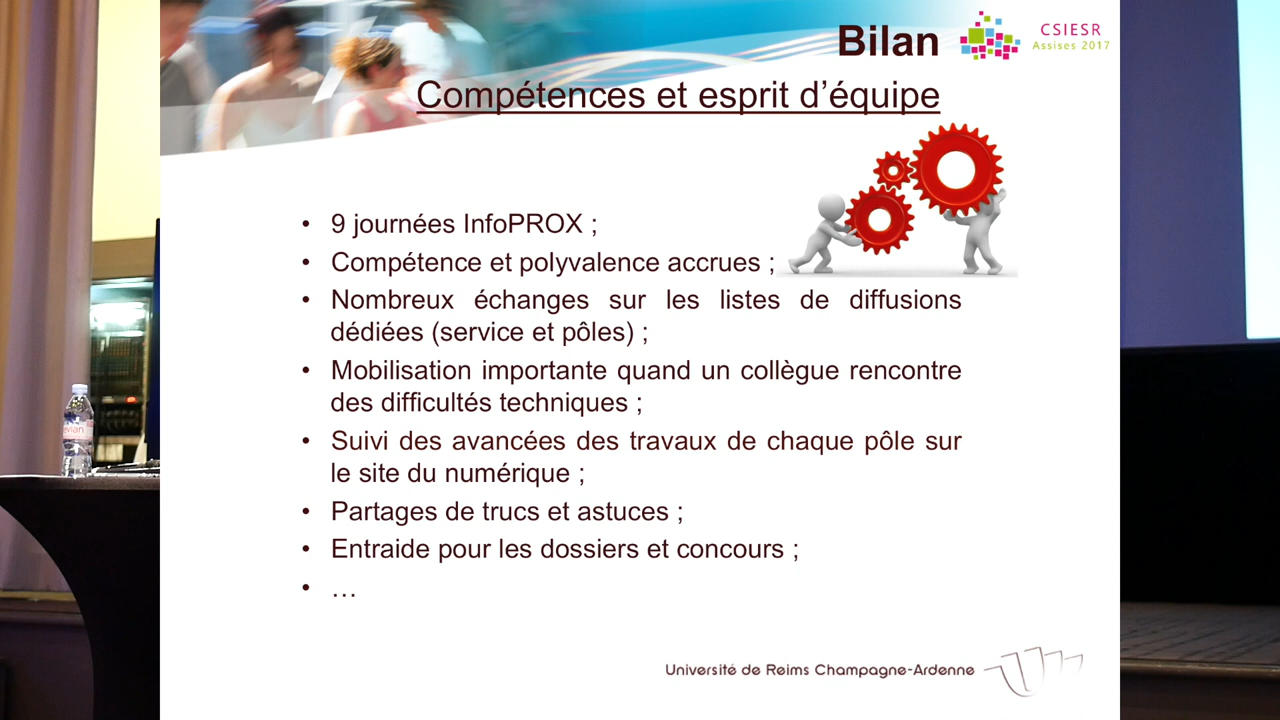 Bilan
CSIESR
Assises 2017
Compétences et esprit d’équipe
• 9 journées InfoPROX ;
• Compétence et polyvalence accrues ;
• Nombreux échanges sur les listes de diffusions
dédiées (service et pôles) ;
• Mobilisation importante quand un collègue rencontre
des difficultés techniques ;
• Suivi des avancées des travaux de chaque pôle sur
le site du numérique ;
• Partages de trucs et astuces ;
• Entraide pour les dossiers et concours ;
• …
Université de Reims Champagne-Ardenne
evian